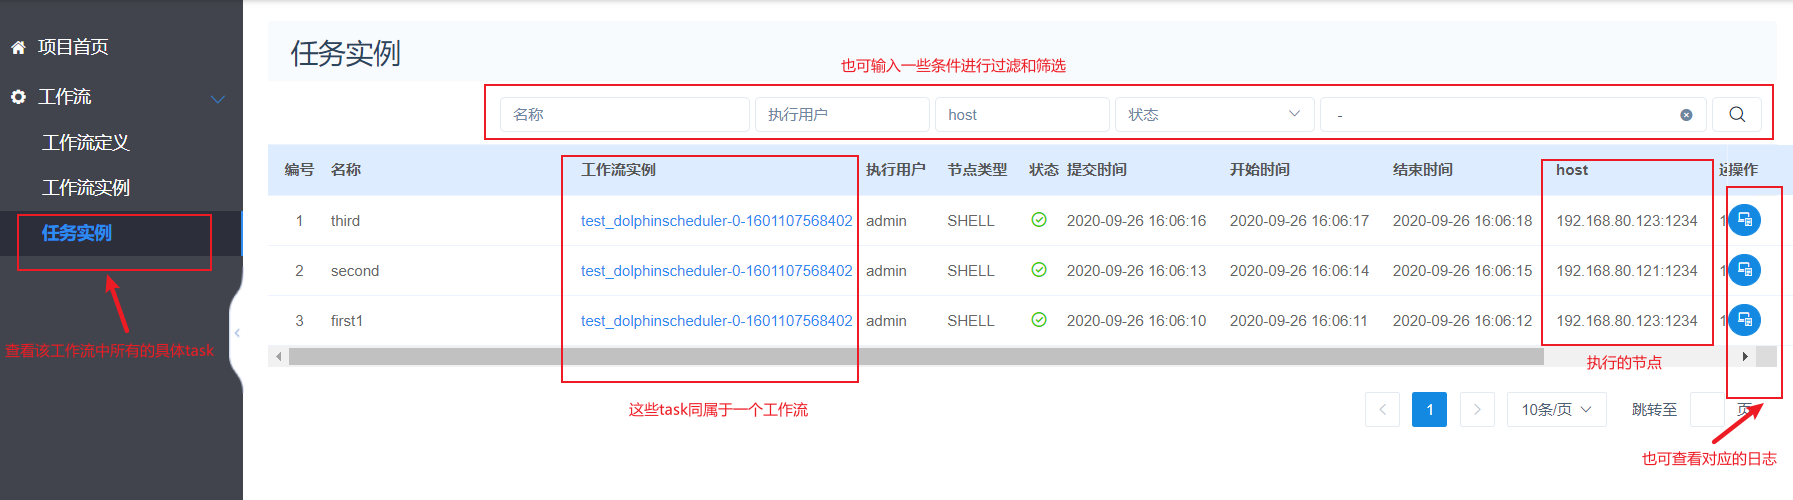 项目首页
工作流
工作流定义
工作流实例
任务实例
查看该工作流中所有的具体task
任务实例
也可输入一些条件进行过滤和筛选
名称 执行用户 host 状态 -
编号 名称 工作流实例 执行用户 节点类型 状态 提交时间 开始时间 结束时间 host 操作
1 third test_dolphinscheduler-0-1601107568402 admin SHELL 2020-09-26 16:06:16 2020-09-26 16:06:17 2020-09-26 16:06:18 192.168.80.123:1234 1
2 second test_dolphinscheduler-0-1601107568402 admin SHELL 2020-09-26 16:06:13 2020-09-26 16:06:14 2020-09-26 16:06:15 192.168.80.121:1234 1
3 first1 test_dolphinscheduler-0-1601107568402 admin SHELL 2020-09-26 16:06:10 2020-09-26 16:06:11 2020-09-26 16:06:12 192.168.80.123:1234 1
执行的节点
这些task同属于一个工作流
1 10条/页 跳转至 页
也可查看对应的日志